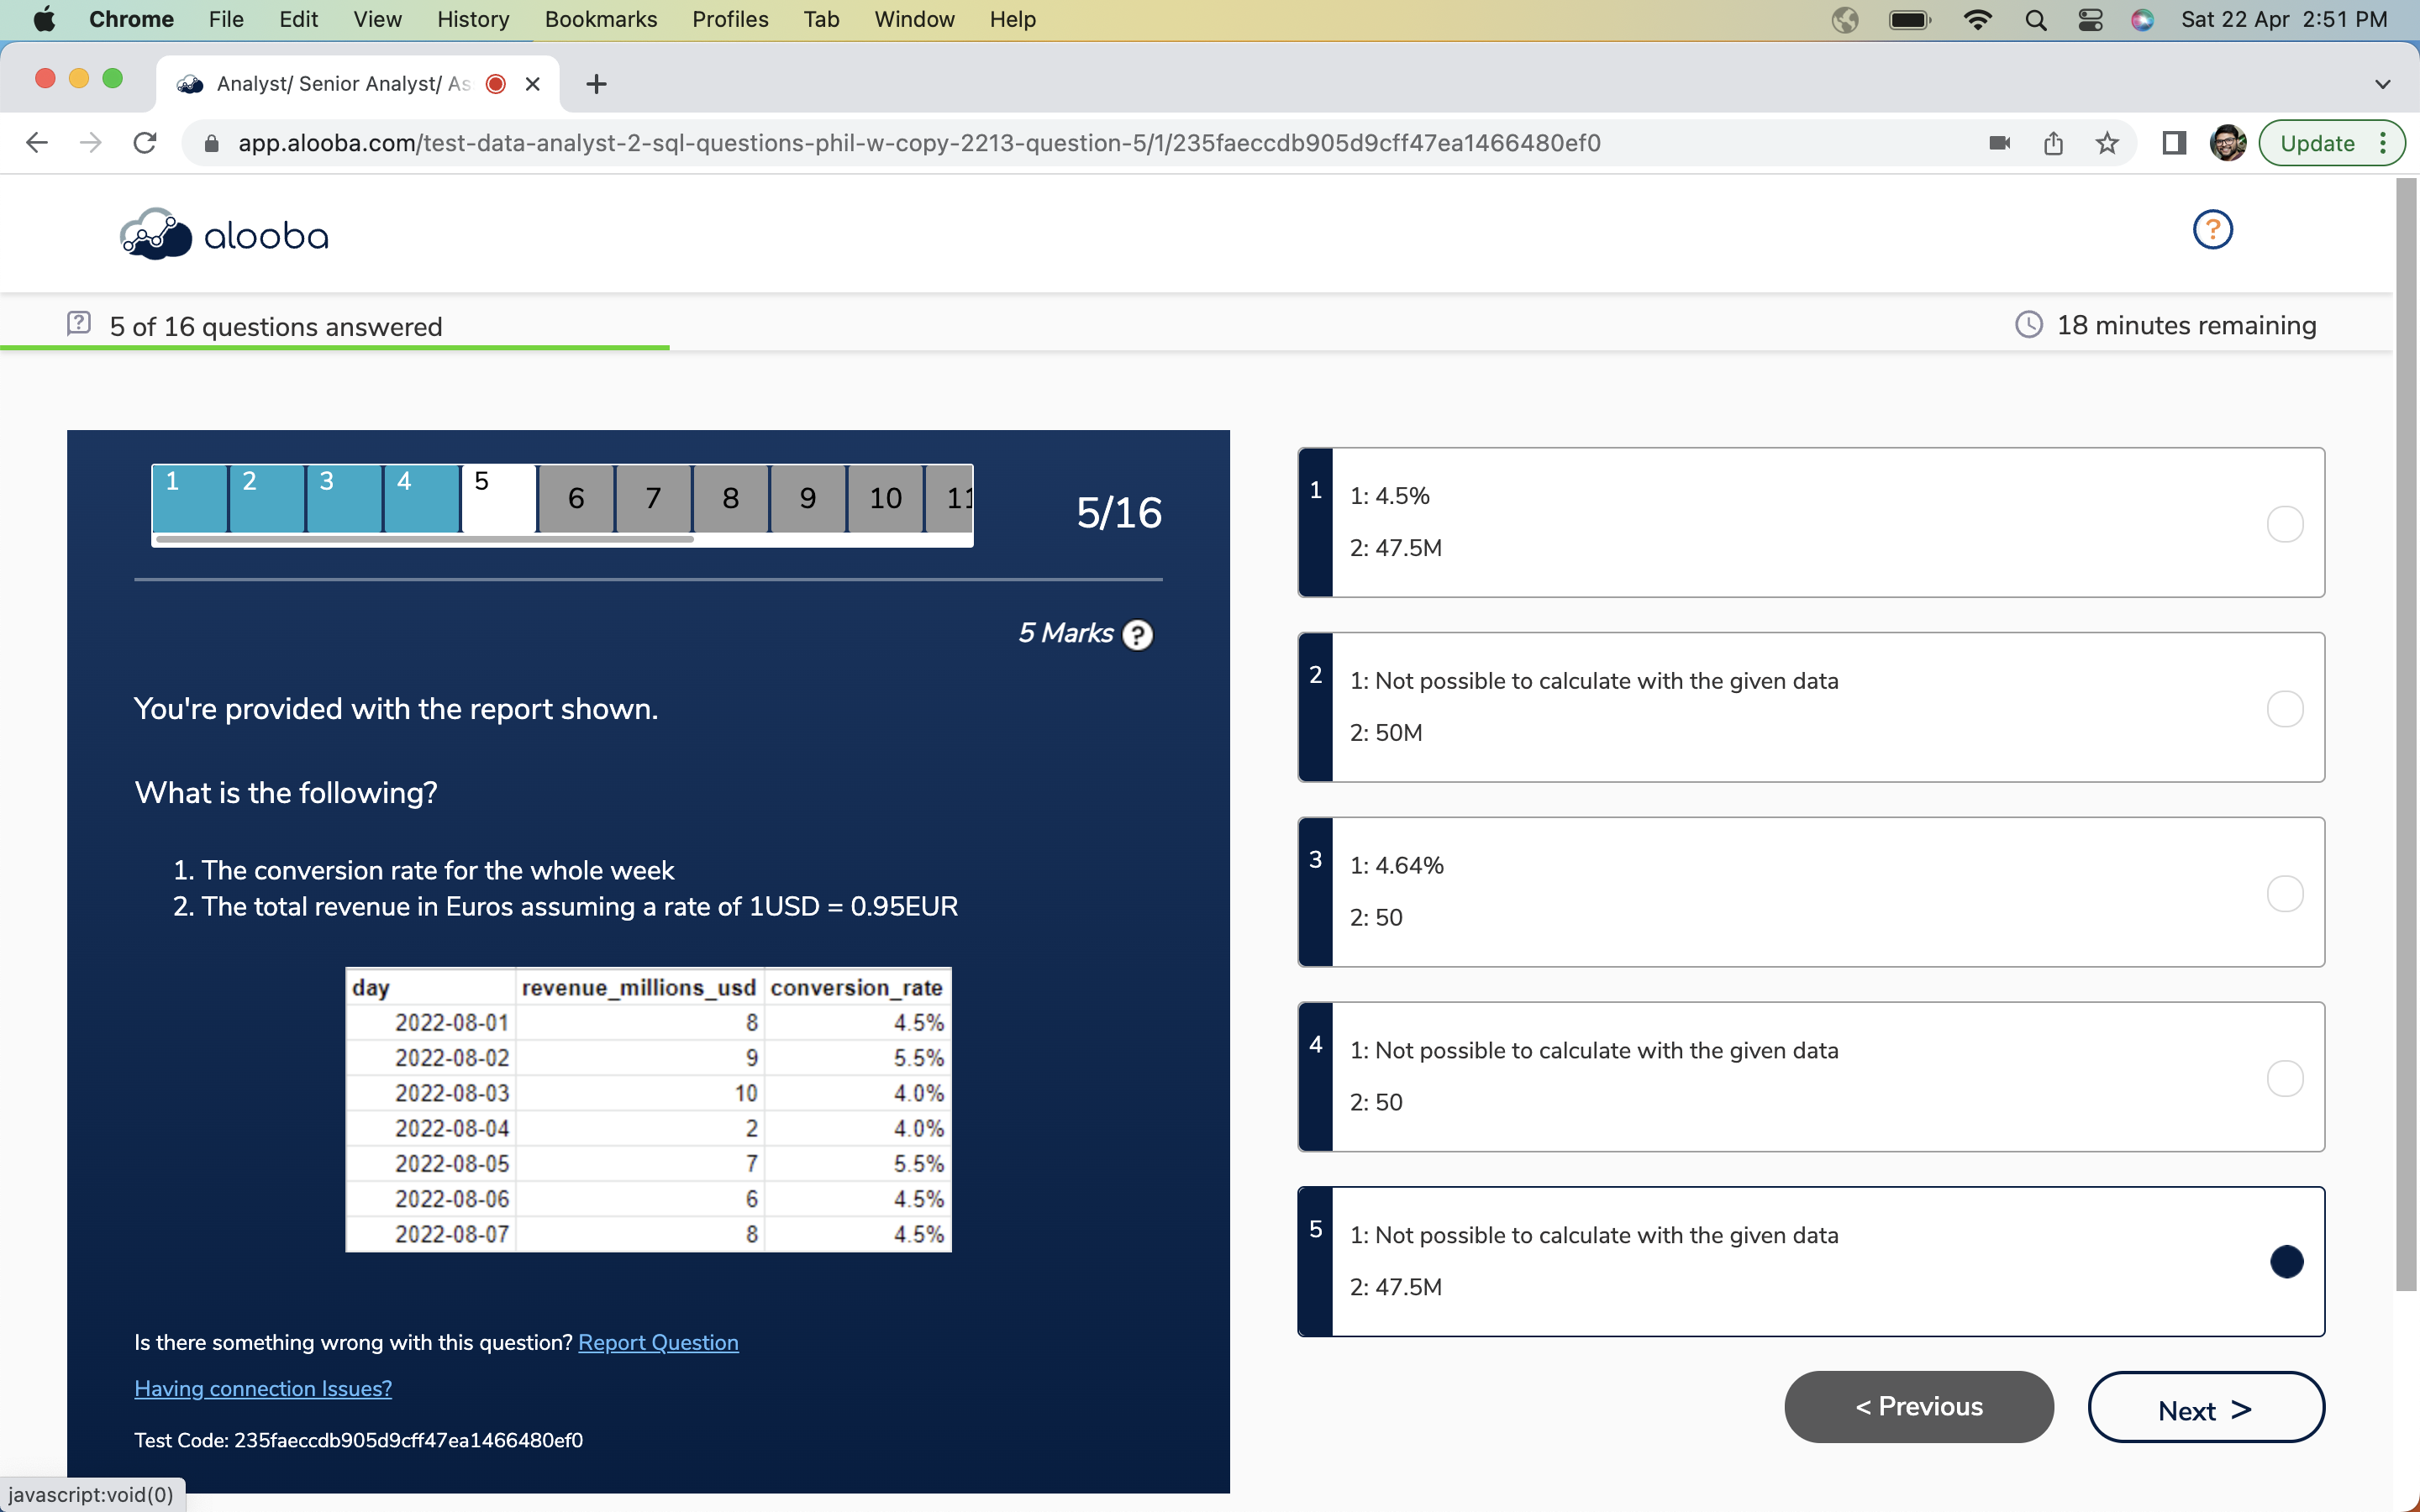 Chrome File Edit View History Bookmarks Profiles Tab Window Help Sat 22 Apr 2:51 PM
Analyst/ Senior Analyst/ As
app.alooba.com/test-data-analyst-2-sql-questions-phil-w-copy-2213-question-5/1/235faeccdb905d9cff47ea1466480ef0 Update
alooba ?
5 of 16 questions answered 18 minutes remaining
1 2 3 4 5 6 7 8 9 10 11 5/16
5 Marks ?
You're provided with the report shown.
What is the following?
1. The conversion rate for the whole week
2. The total revenue in Euros assuming a rate of 1USD = 0.95EUR
day revenue_millions_usd conversion_rate
2022-08-01 8 4.5%
2022-08-02 9 5.5%
2022-08-03 10 4.0%
2022-08-04 2 4.0%
2022-08-05 7 5.5%
2022-08-06 6 4.5%
2022-08-07 8 4.5%
Is there something wrong with this question? Report Question
Having connection Issues?
Test Code: 235faeccdb905d9cff47ea1466480ef0
1 1: 4.5%
2: 47.5M
2 1: Not possible to calculate with the given data
2: 50M
3 1: 4.64%
2: 50
4 1: Not possible to calculate with the given data
2: 50
5 1: Not possible to calculate with the given data
2: 47.5M
< Previous Next >
javascript:void(0)